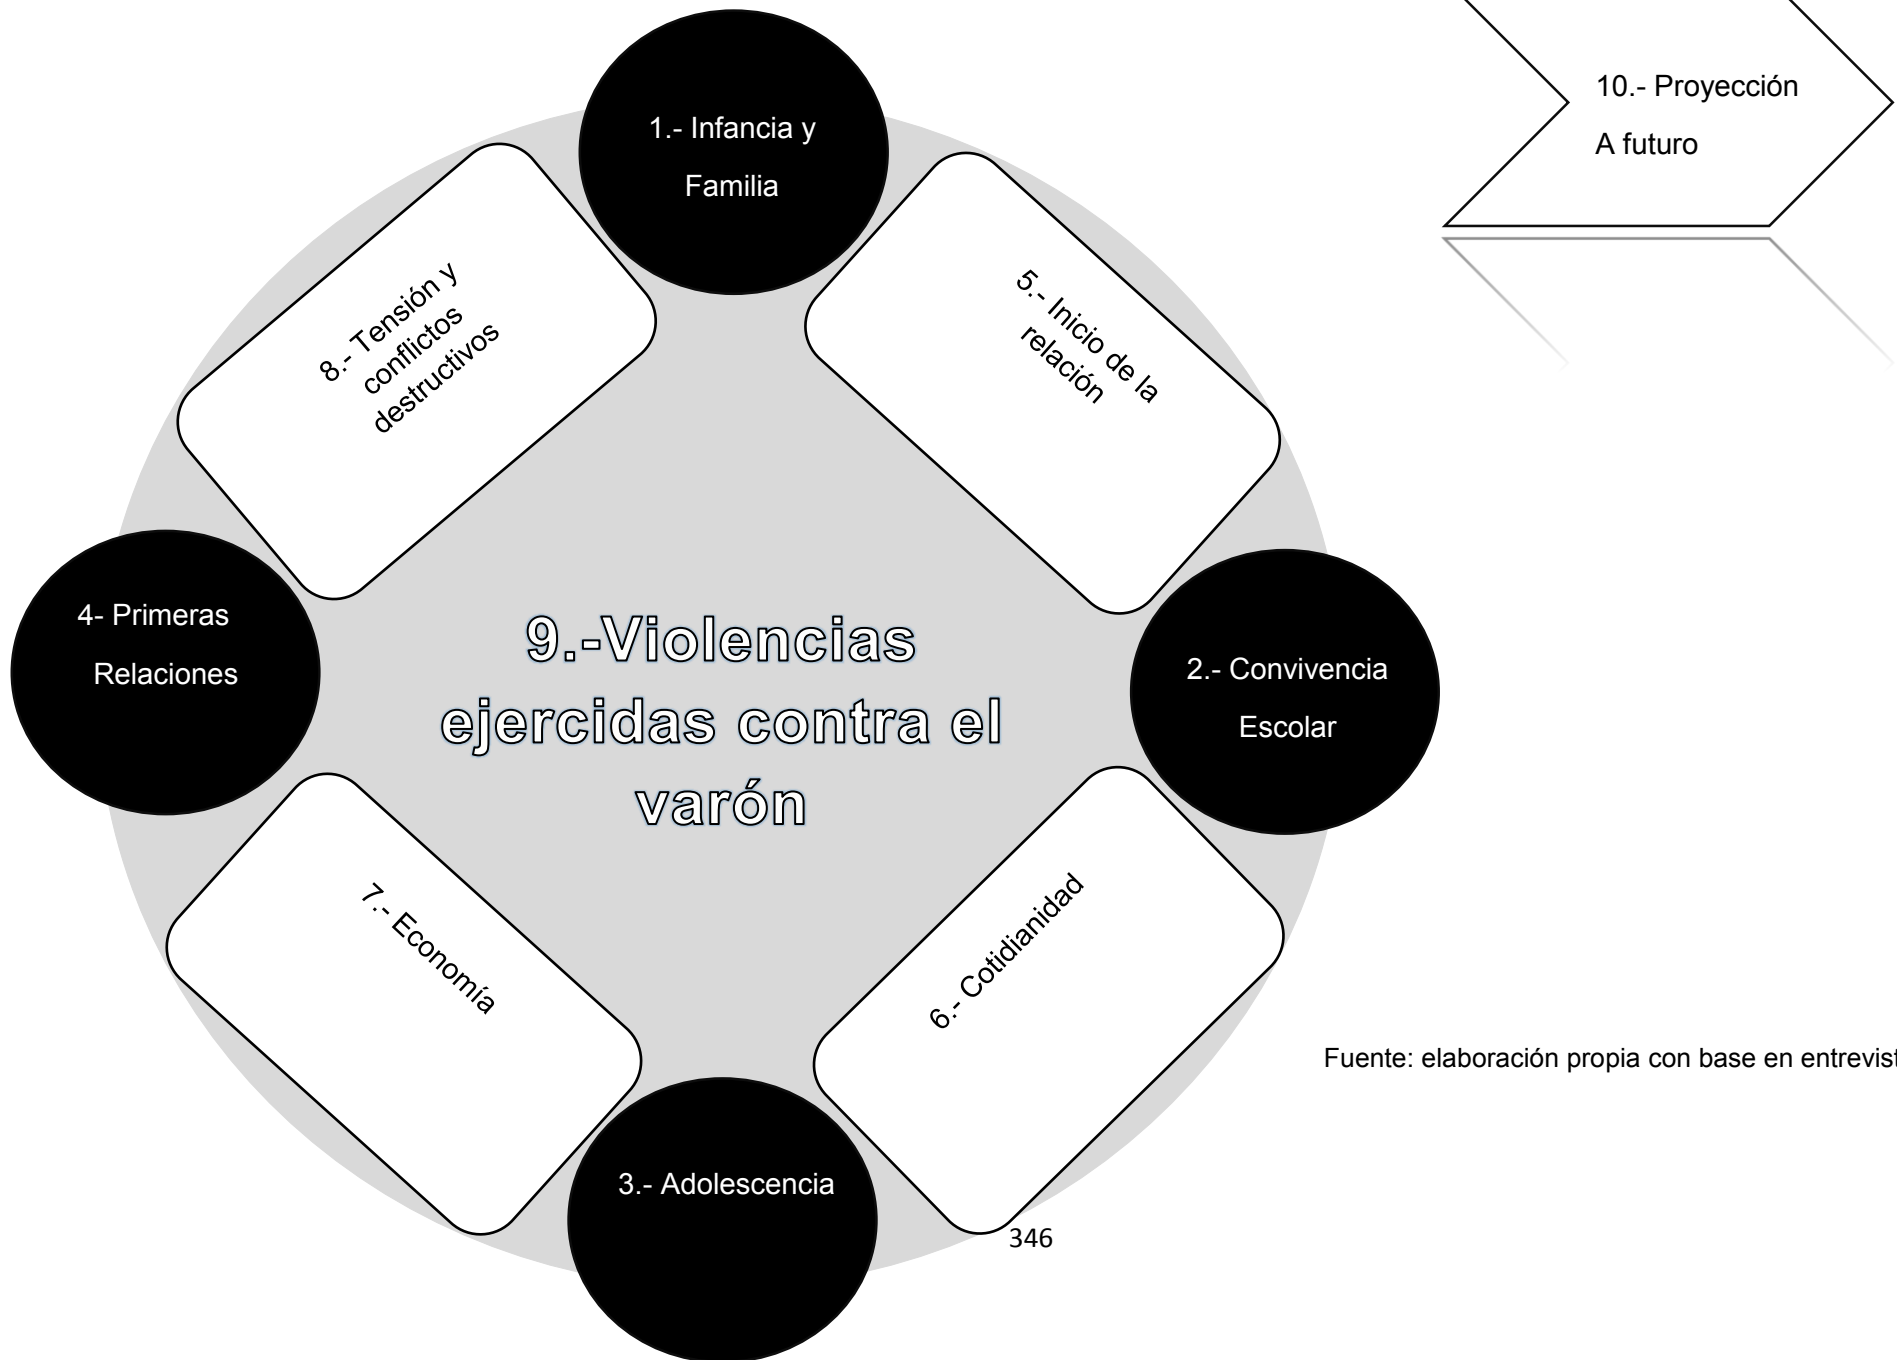 1.- Infancia y
Familia
10.- Proyección
A futuro
8.- Tensión y
conflictos
destructivos
5.- Inicio de la
relación
4- Primeras
Relaciones
9.-Violencias
ejercidas contra el
varón
2.- Convivencia
Escolar
7.- Economía
6.- Cotidianidad
3.- Adolescencia
Fuente: elaboración propia con base en
346